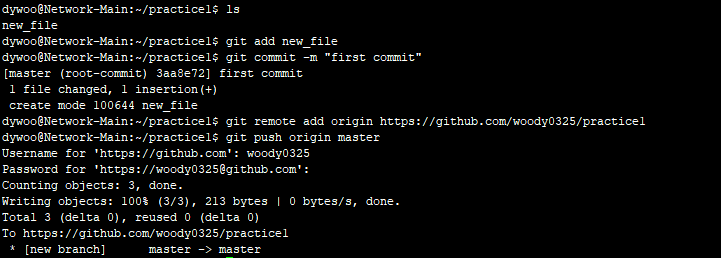 dywoo@Network-Main:~/practice1$ ls
new_file
dywoo@Network-Main:~/practice1$ git add new_file
dywoo@Network-Main:~/practice1$ git commit -m "first commit"
[master (root-commit) 3aa8e72] first commit
 1 file changed, 1 insertion(+)
 create mode 100644 new_file
dywoo@Network-Main:~/practice1$ git remote add origin https://github.com/woody0325/practice1
dywoo@Network-Main:~/practice1$ git push origin master
Username for 'https://github.com': woody0325
Password for 'https://woody0325@github.com':
Counting objects: 3, done.
Writing objects: 100% (3/3), 213 bytes | 0 bytes/s, done.
Total 3 (delta 0), reused 0 (delta 0)
To https://github.com/woody0325/practice1
 * [new branch]      master -> master